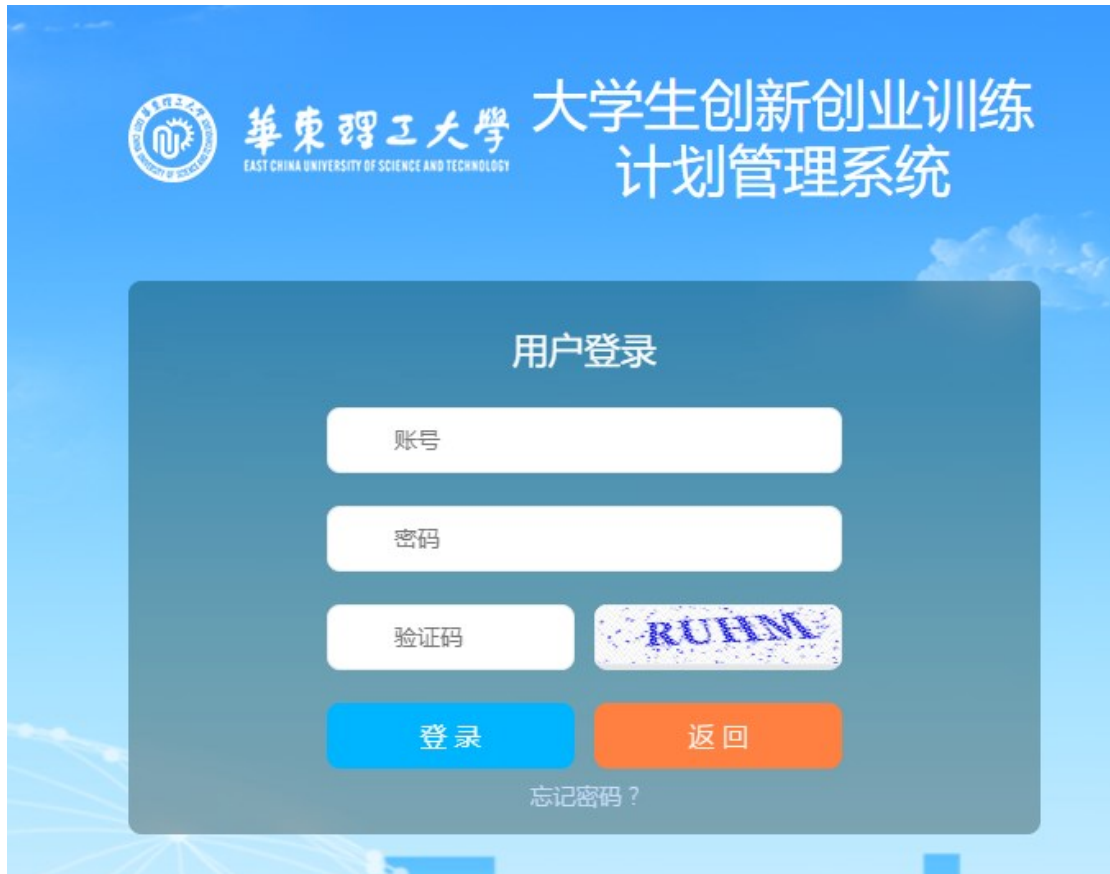 華東理工大學
EAST CHINA UNIVERSITY OF SCIENCE AND TECHNOLOGY
大学生创新创业训练
计划管理系统
用户登录
账号
密码
验证码
RUHM
登 录
返 回
忘记密码？